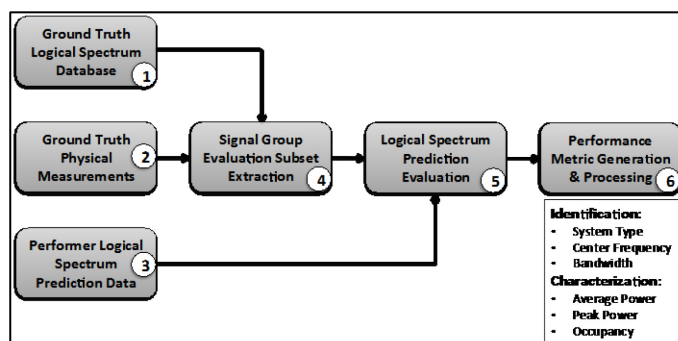 Ground Truth
Logical Spectrum
Database
1
Ground Truth
Physical
Measurements
2
Performer Logical
Spectrum
Prediction Data
3
Signal Group
Evaluation Subset
Extraction
4
Logical Spectrum
Prediction
Evaluation
5
Performance
Metric Generation
& Processing
6
Identification:
• System Type
• Center Frequency
• Bandwidth
Characterization:
• Average Power
• Peak Power
• Occupancy